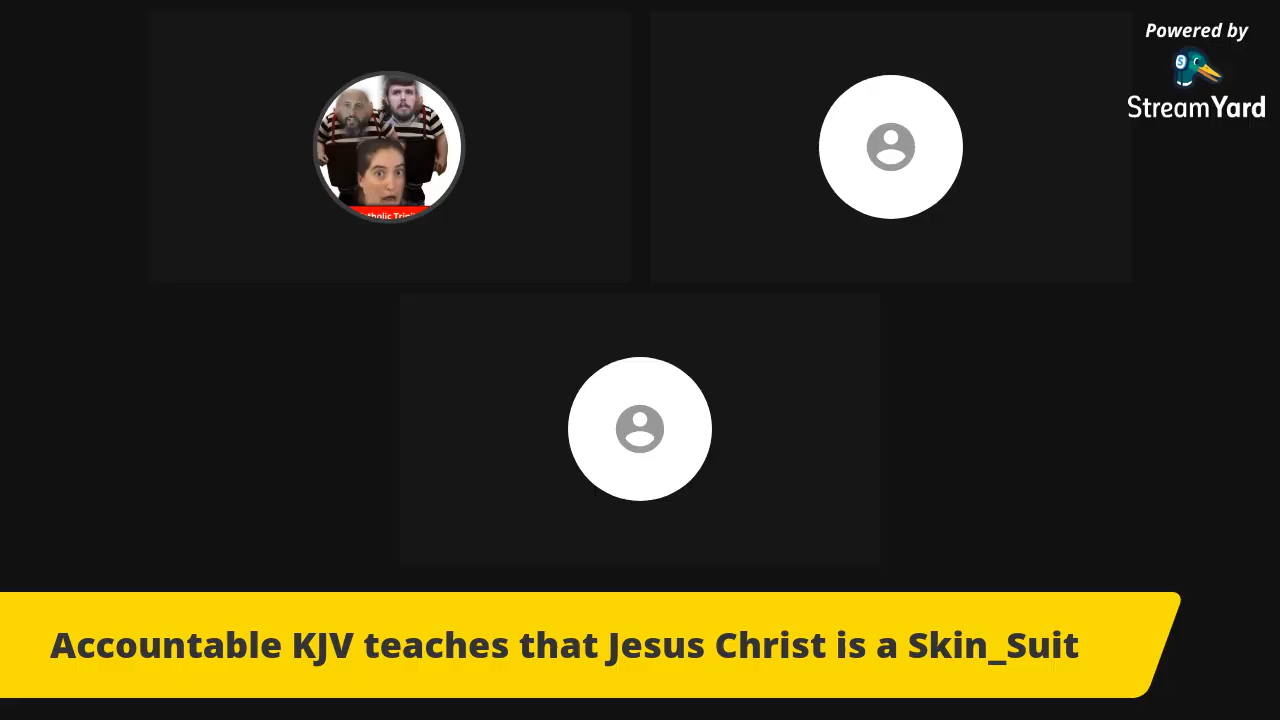 Powered by
StreamYard
Accountable KJV teaches that Jesus Christ is a Skin_Suit